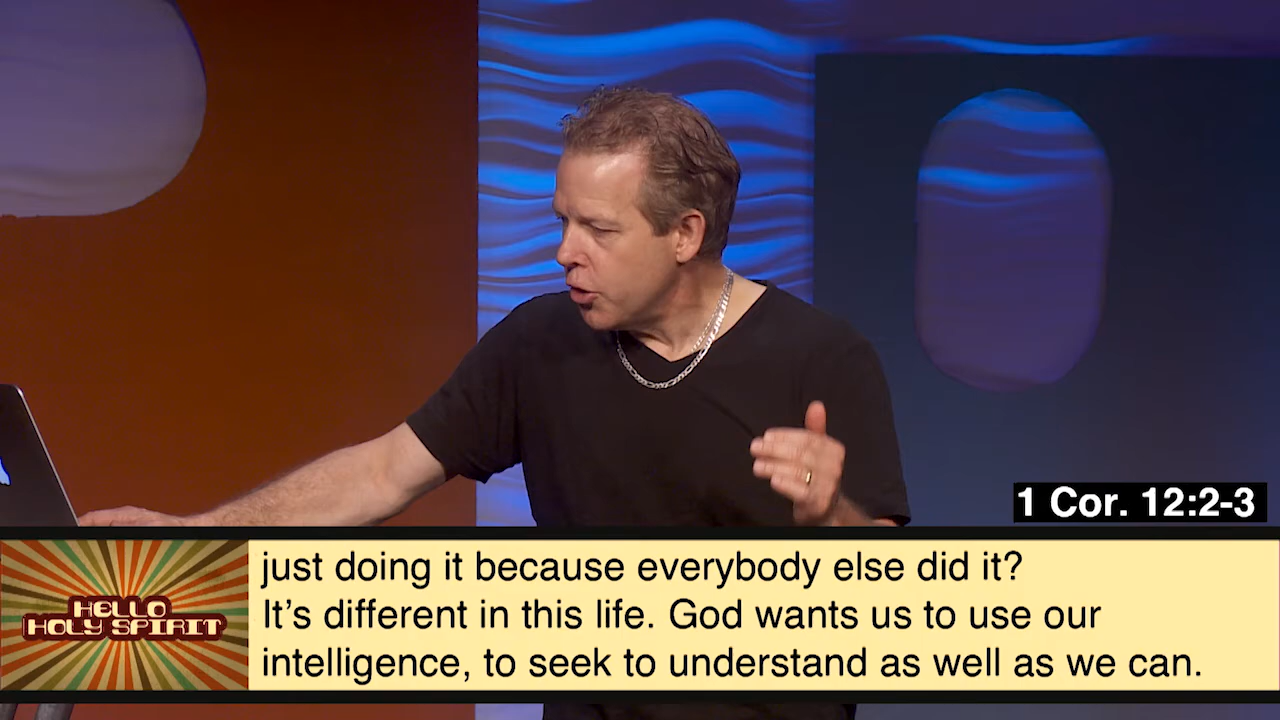 1 Cor. 12:2-3
just doing it because everybody else did it?
It’s different in this life. God wants us to use our
intelligence, to seek to understand as well as we can.
HELLO
HOLY SPIRIT